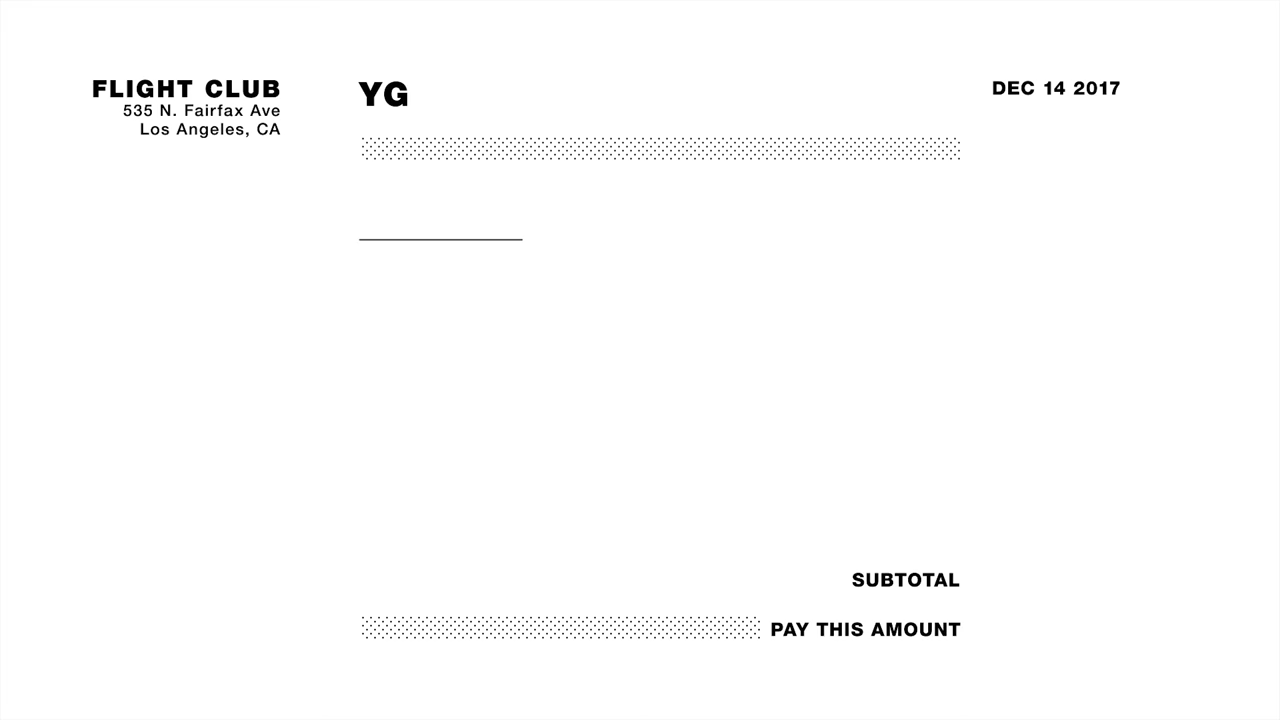 FLIGHT CLUB
535 N. Fairfax Ave
Los Angeles, CA
YG
DEC 14 2017
SUBTOTAL
PAY THIS AMOUNT